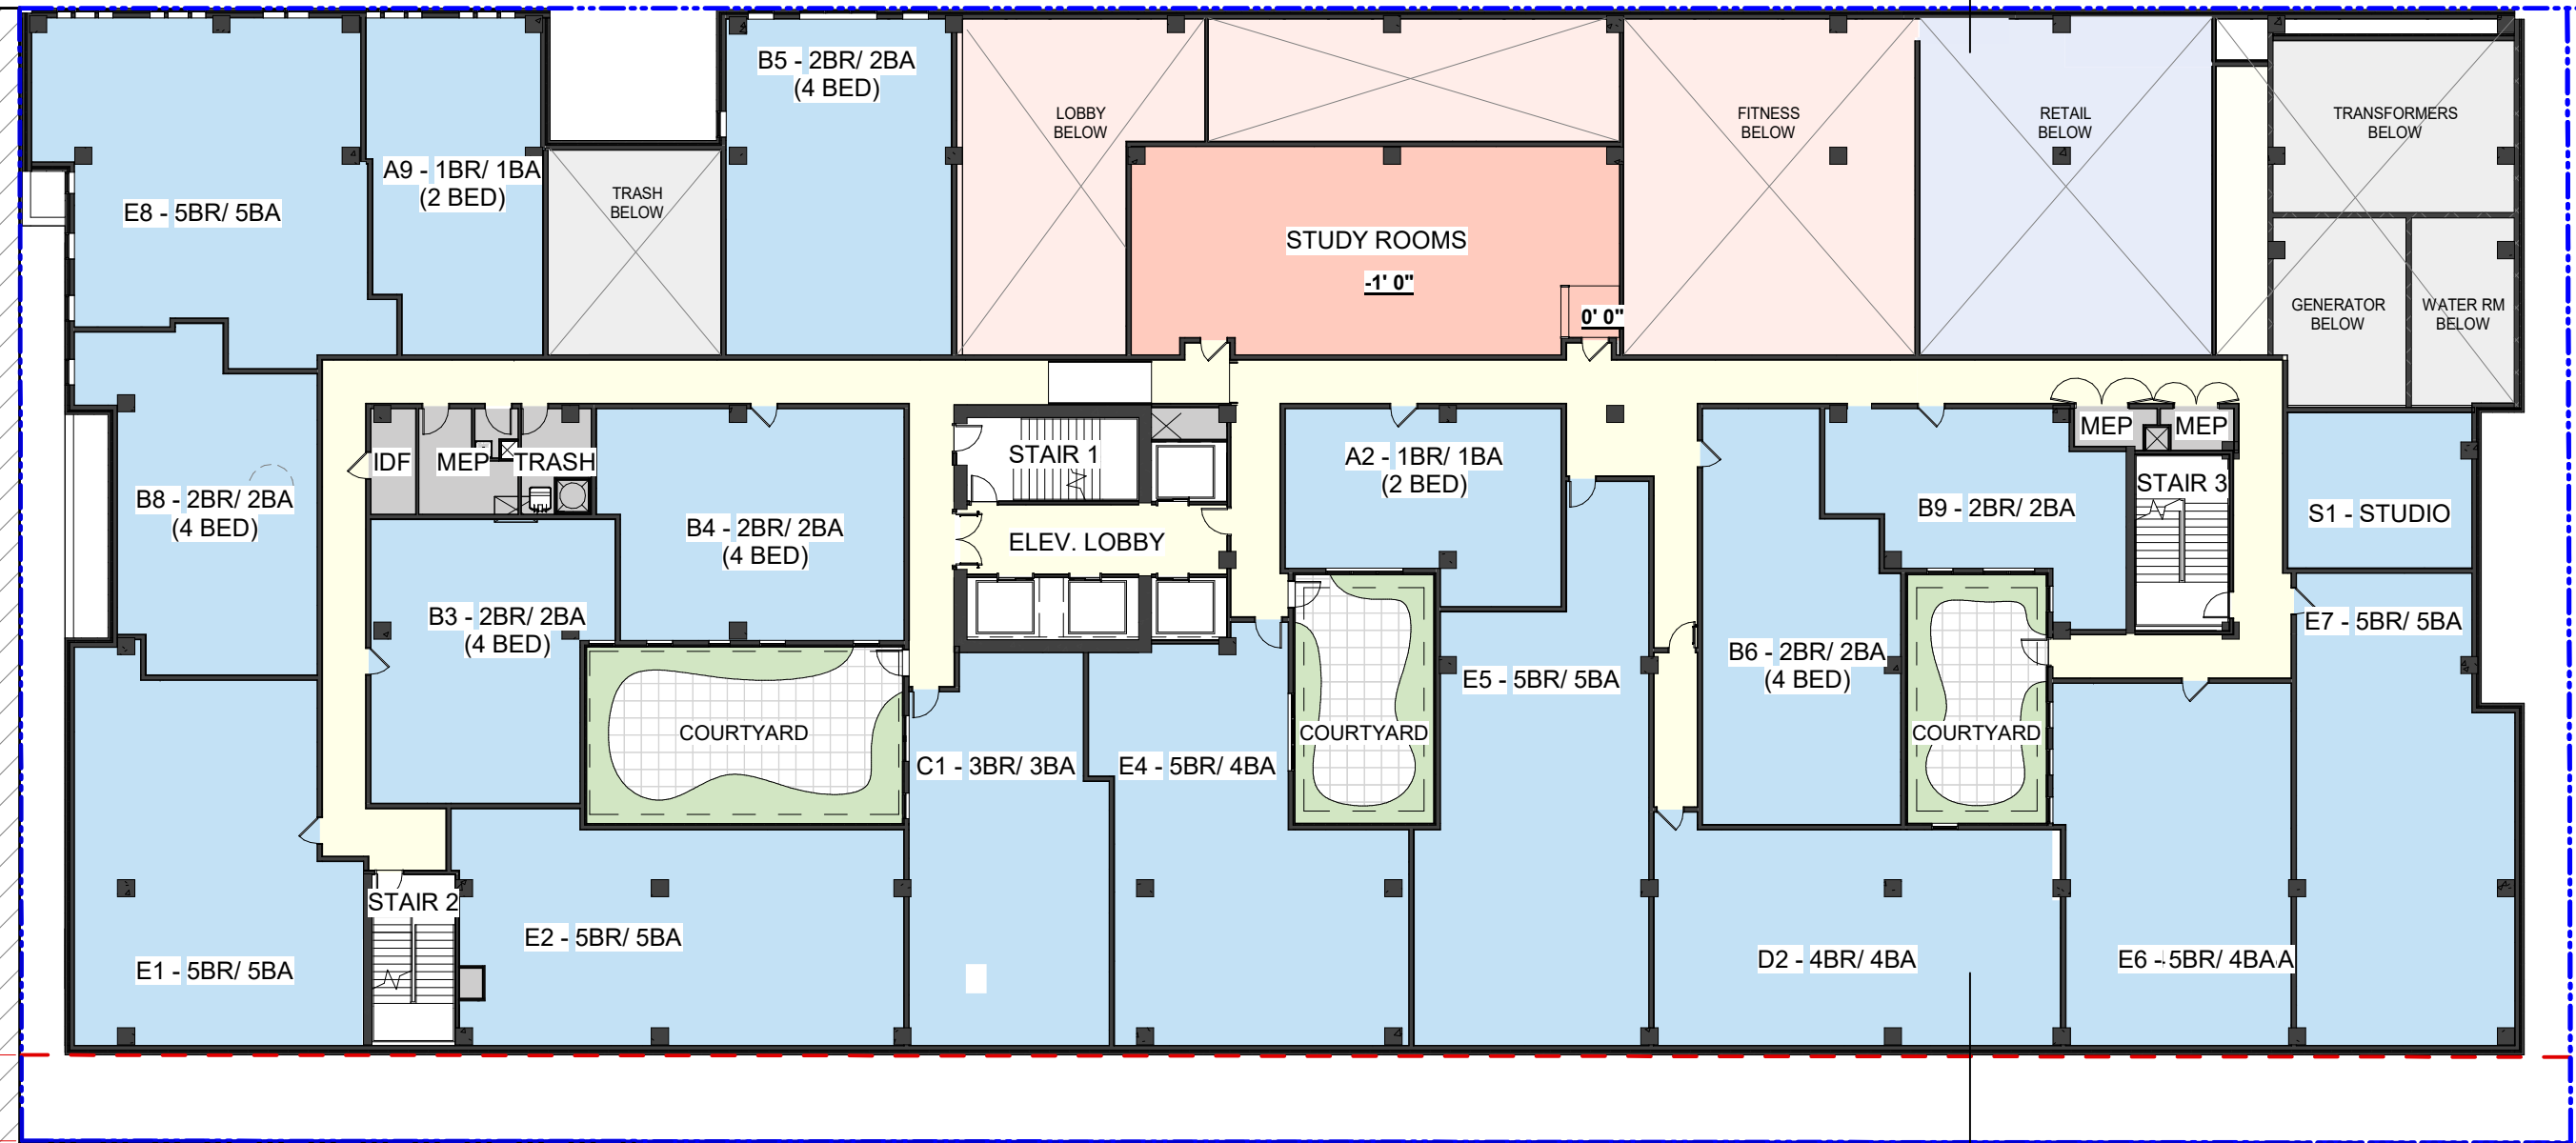 B5 - 2BR/ 2BA
(4 BED)
LOBBY
BELOW
FITNESS
BELOW
RETAIL
BELOW
TRANSFORMERS
BELOW
A9 - 1BR/ 1BA
(2 BED)
E8 - 5BR/ 5BA
TRASH
BELOW
STUDY ROOMS
-1' 0"
0' 0"
GENERATOR
BELOW
WATER RM
BELOW
IDF
MEP
TRASH
STAIR 1
A2 - 1BR/ 1BA
(2 BED)
MEP
MEP
STAIR 3
B8 - 2BR/ 2BA
(4 BED)
B4 - 2BR/ 2BA
(4 BED)
ELEV. LOBBY
B9 - 2BR/ 2BA
S1 - STUDIO
B3 - 2BR/ 2BA
(4 BED)
E7 - 5BR/ 5BA
E5 - 5BR/ 5BA
B6 - 2BR/ 2BA
(4 BED)
COURTYARD
COURTYARD
COURTYARD
C1 - 3BR/ 3BA
E4 - 5BR/ 4BA
STAIR 2
E2 - 5BR/ 5BA
E1 - 5BR/ 5BA
D2 - 4BR/ 4BA
E6 - 5BR/ 4BA